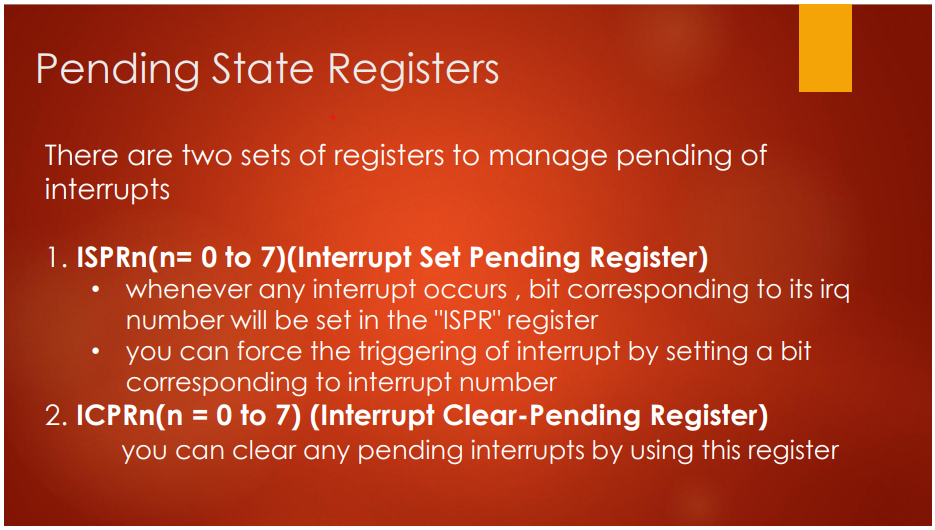 Pending State Registers
There are two sets of registers to manage pending of
interrupts
1. ISPRn(n= 0 to 7)(Interrupt Set Pending Register)
• whenever any interrupt occurs , bit corresponding to its irq
number will be set in the "ISPR" register
• you can force the triggering of interrupt by setting a bit
corresponding to interrupt number
2. ICPRn(n = 0 to 7) (Interrupt Clear-Pending Register)
you can clear any pending interrupts by using this register